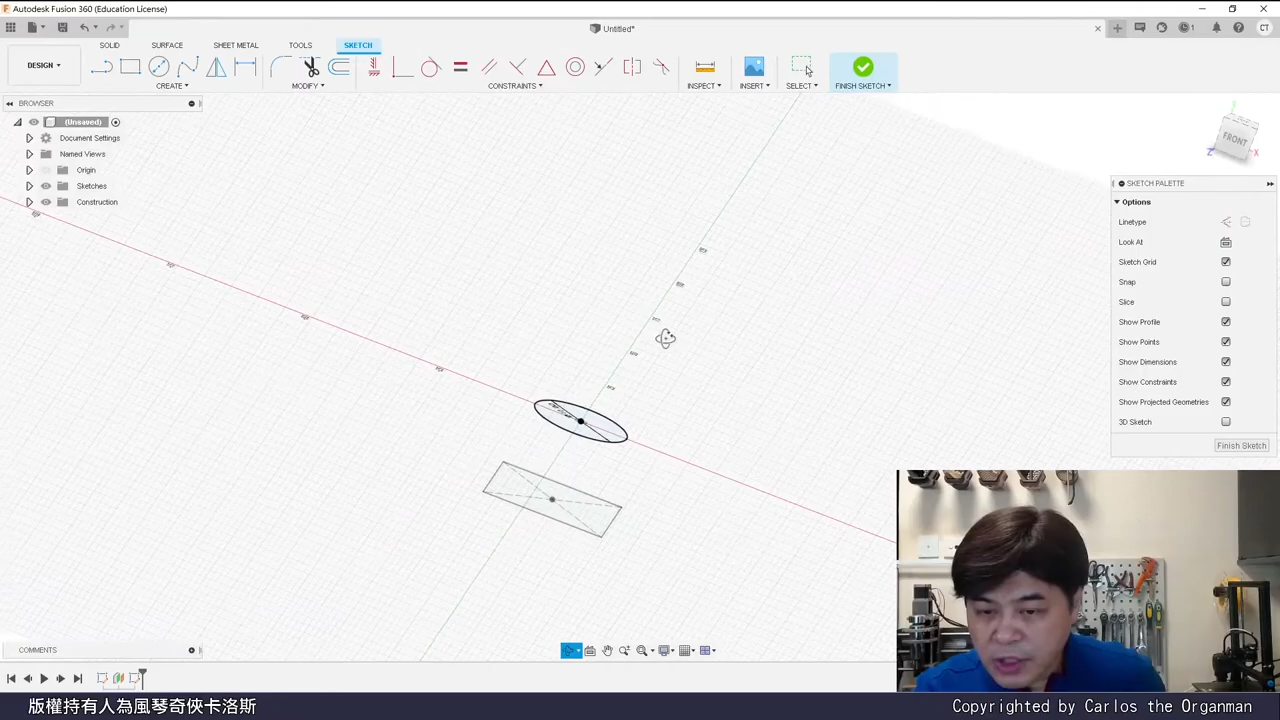 Autodesk Fusion 360 (Education License)
Untitled*
1
CT
DESIGN
SOLID SURFACE SHEET METAL TOOLS SKETCH
CREATE MODIFY CONSTRAINTS INSPECT INSERT SELECT FINISH SKETCH
BROWSER
(Unsaved)
Document Settings
Named Views
Origin
Sketches
Construction
FRONT
Z X
SKETCH PALETTE
Options
Linetype
Look At
Sketch Grid
Snap
Slice
Show Profile
Show Points
Show Dimensions
Show Constraints
Show Projected Geometries
3D Sketch
Finish Sketch
COMMENTS
版權持有人為風琴奇俠卡洛斯
Copyrighted by Carlos the Organman